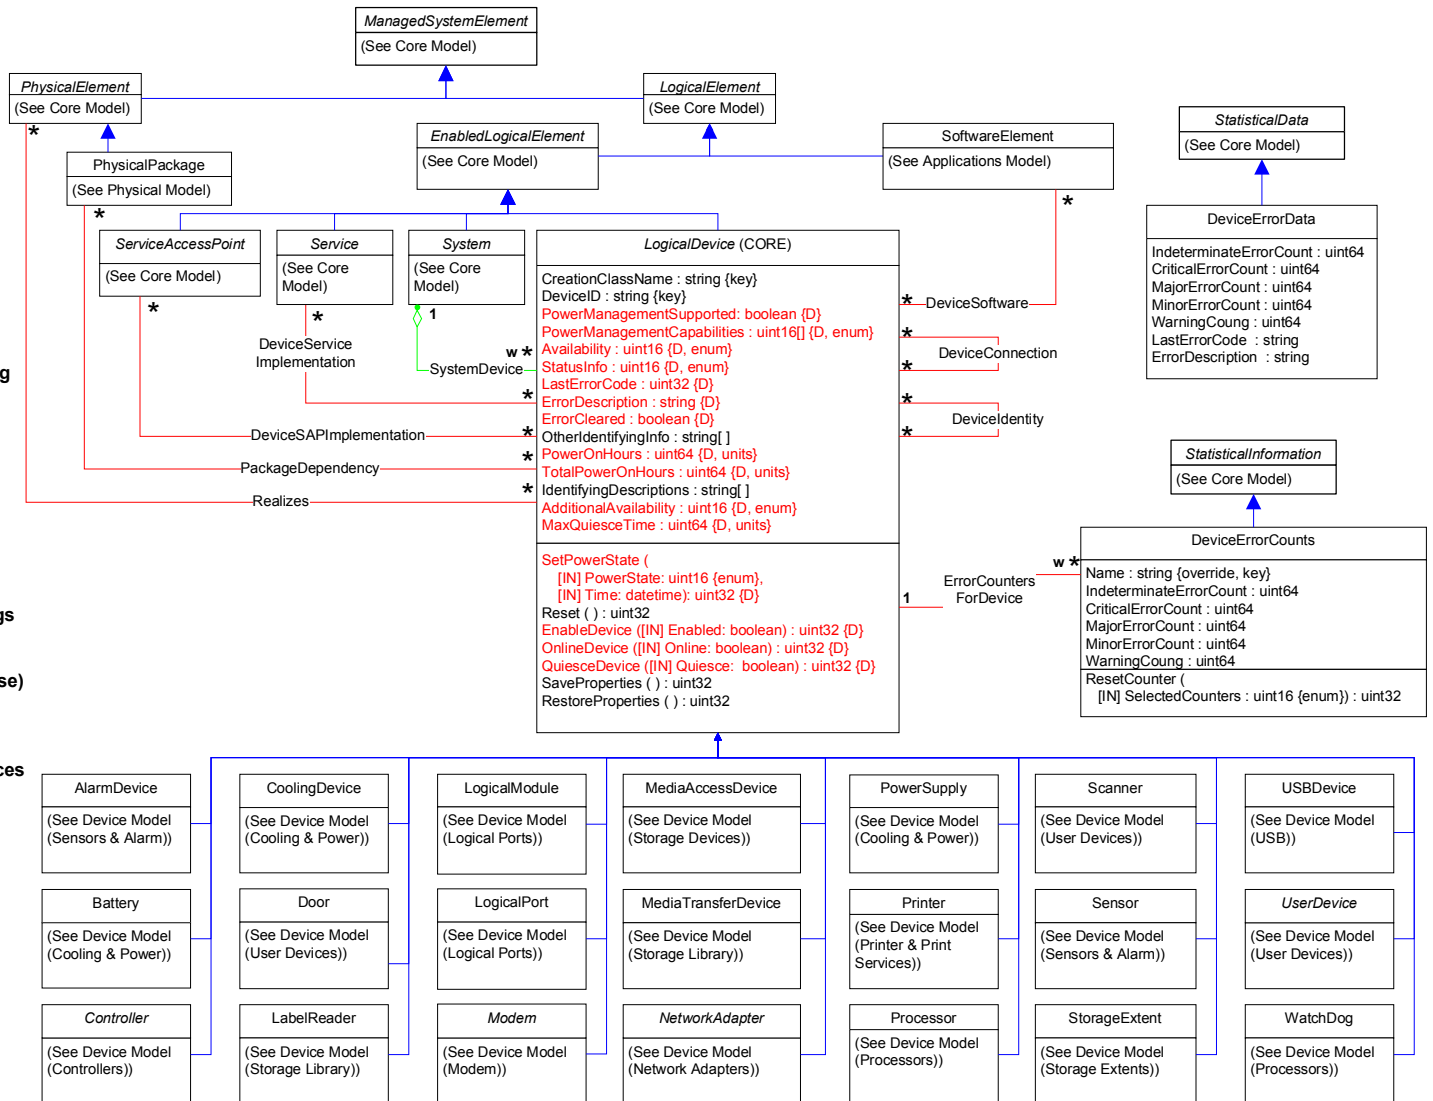 ManagedSystemElement
(See Core Model)
PhysicalElement
(See Core Model)
LogicalElement
(See Core Model)
EnabledLogicalElement
(See Core Model)
SoftwareElement
(See Applications Model)
StatisticalData
(See Core Model)
PhysicalPackage
(See Physical Model)
*
*
*
ServiceAccessPoint
(See Core Model)
*
Service
(See Core
Model)
*
System
(See Core
Model)
1
DeviceErrorData
IndeterminateErrorCount : uint64
CriticalErrorCount : uint64
MajorErrorCount : uint64
MinorErrorCount : uint64
WarningCoung : uint64
LastErrorCode : string
ErrorDescription : string
LogicalDevice (CORE)
CreationClassName : string {key}
DeviceID : string {key}
PowerManagementSupported: boolean {D}
PowerManagementCapabilities : uint16[] {D, enum}
Availability : uint16 {D, enum}
StatusInfo : uint16 {D, enum}
LastErrorCode : uint32 {D}
ErrorDescription : string {D}
ErrorCleared : boolean {D}
OtherIdentifyingInfo : string[ ]
PowerOnHours : uint64 {D, units}
TotalPowerOnHours : uint64 {D, units}
IdentifyingDescriptions : string[ ]
AdditionalAvailability : uint16 {D, enum}
MaxQuiesceTime : uint64 {D, units}
SetPowerState (
[IN] PowerState: uint16 {enum},
[IN] Time: datetime): uint32 {D}
Reset ( ) : uint32
EnableDevice ([IN] Enabled: boolean) : uint32 {D}
OnlineDevice ([IN] Online: boolean) : uint32 {D}
QuiesceDevice ([IN] Quiesce: boolean) : uint32 {D}
SaveProperties ( ) : uint32
RestoreProperties ( ) : uint32
DeviceService
Implementation
w *
SystemDevice
*
DeviceSAPImplementation
*
PackageDependency
*
Realizes
*
* DeviceSoftware
*
DeviceConnection
*
*
DeviceIdentity
*
ng
gs
se)
ces
StatisticalInformation
(See Core Model)
DeviceErrorCounts
Name : string {override, key}
IndeterminateErrorCount : uint64
CriticalErrorCount : uint64
MajorErrorCount : uint64
MinorErrorCount : uint64
WarningCoung : uint64
ResetCounter (
[IN] SelectedCounters : uint16 {enum}) : uint32
w *
ErrorCounters
ForDevice
1
AlarmDevice
(See Device Model
(Sensors & Alarm))
CoolingDevice
(See Device Model
(Cooling & Power))
LogicalModule
(See Device Model
(Logical Ports))
MediaAccessDevice
(See Device Model
(Storage Devices))
PowerSupply
(See Device Model
(Cooling & Power))
Scanner
(See Device Model
(User Devices))
USBDevice
(See Device Model
(USB))
Battery
(See Device Model
(Cooling & Power))
Door
(See Device Model
(User Devices))
LogicalPort
(See Device Model
(Logical Ports))
MediaTransferDevice
(See Device Model
(Storage Library))
Printer
(See Device Model
(Printer & Print
Services))
Sensor
(See Device Model
(Sensors & Alarm))
UserDevice
(See Device Model
(User Devices))
Controller
(See Device Model
(Controllers))
LabelReader
(See Device Model
(Storage Library))
Modem
(See Device Model
(Modem))
NetworkAdapter
(See Device Model
(Network Adapters))
Processor
(See Device Model
(Processors))
StorageExtent
(See Device Model
(Storage Extents))
WatchDog
(See Device Model
(Processors))